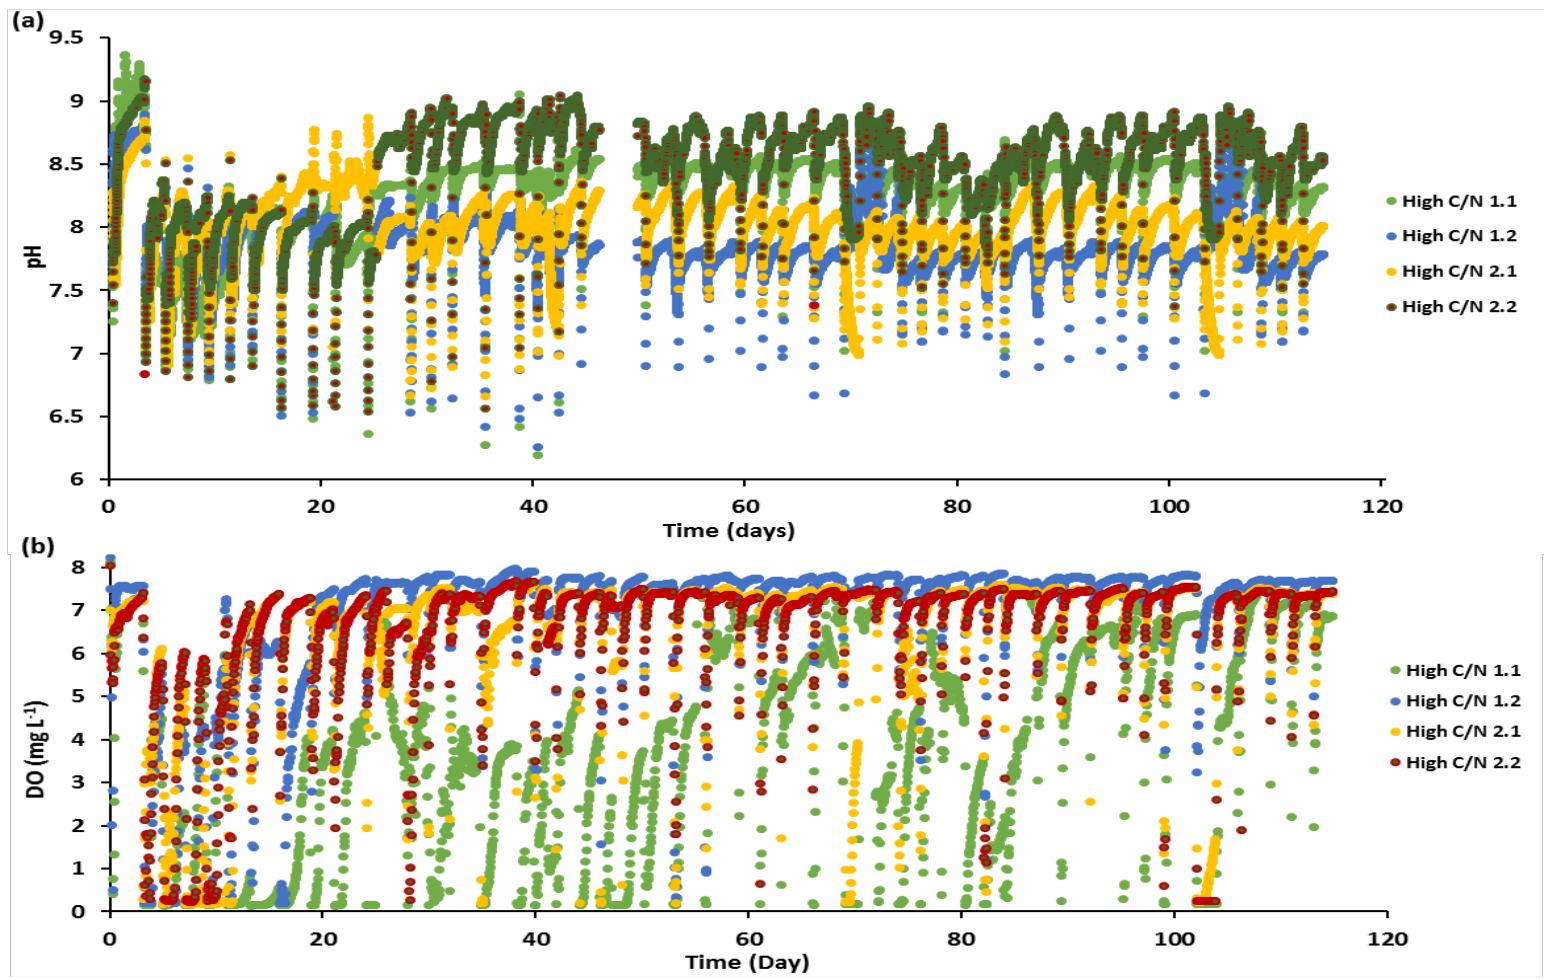 (a)
9.5
9
8.5
8
7.5
7
6.5
6
pH
0 20 40 60 80 100 120
Time (days)
High C/N 1.1
High C/N 1.2
High C/N 2.1
High C/N 2.2
(b)
8
7
6
5
4
3
2
1
0
DO (mg L-1)
0 20 40 60 80 100 120
Time (Day)
High C/N 1.1
High C/N 1.2
High C/N 2.1
High C/N 2.2